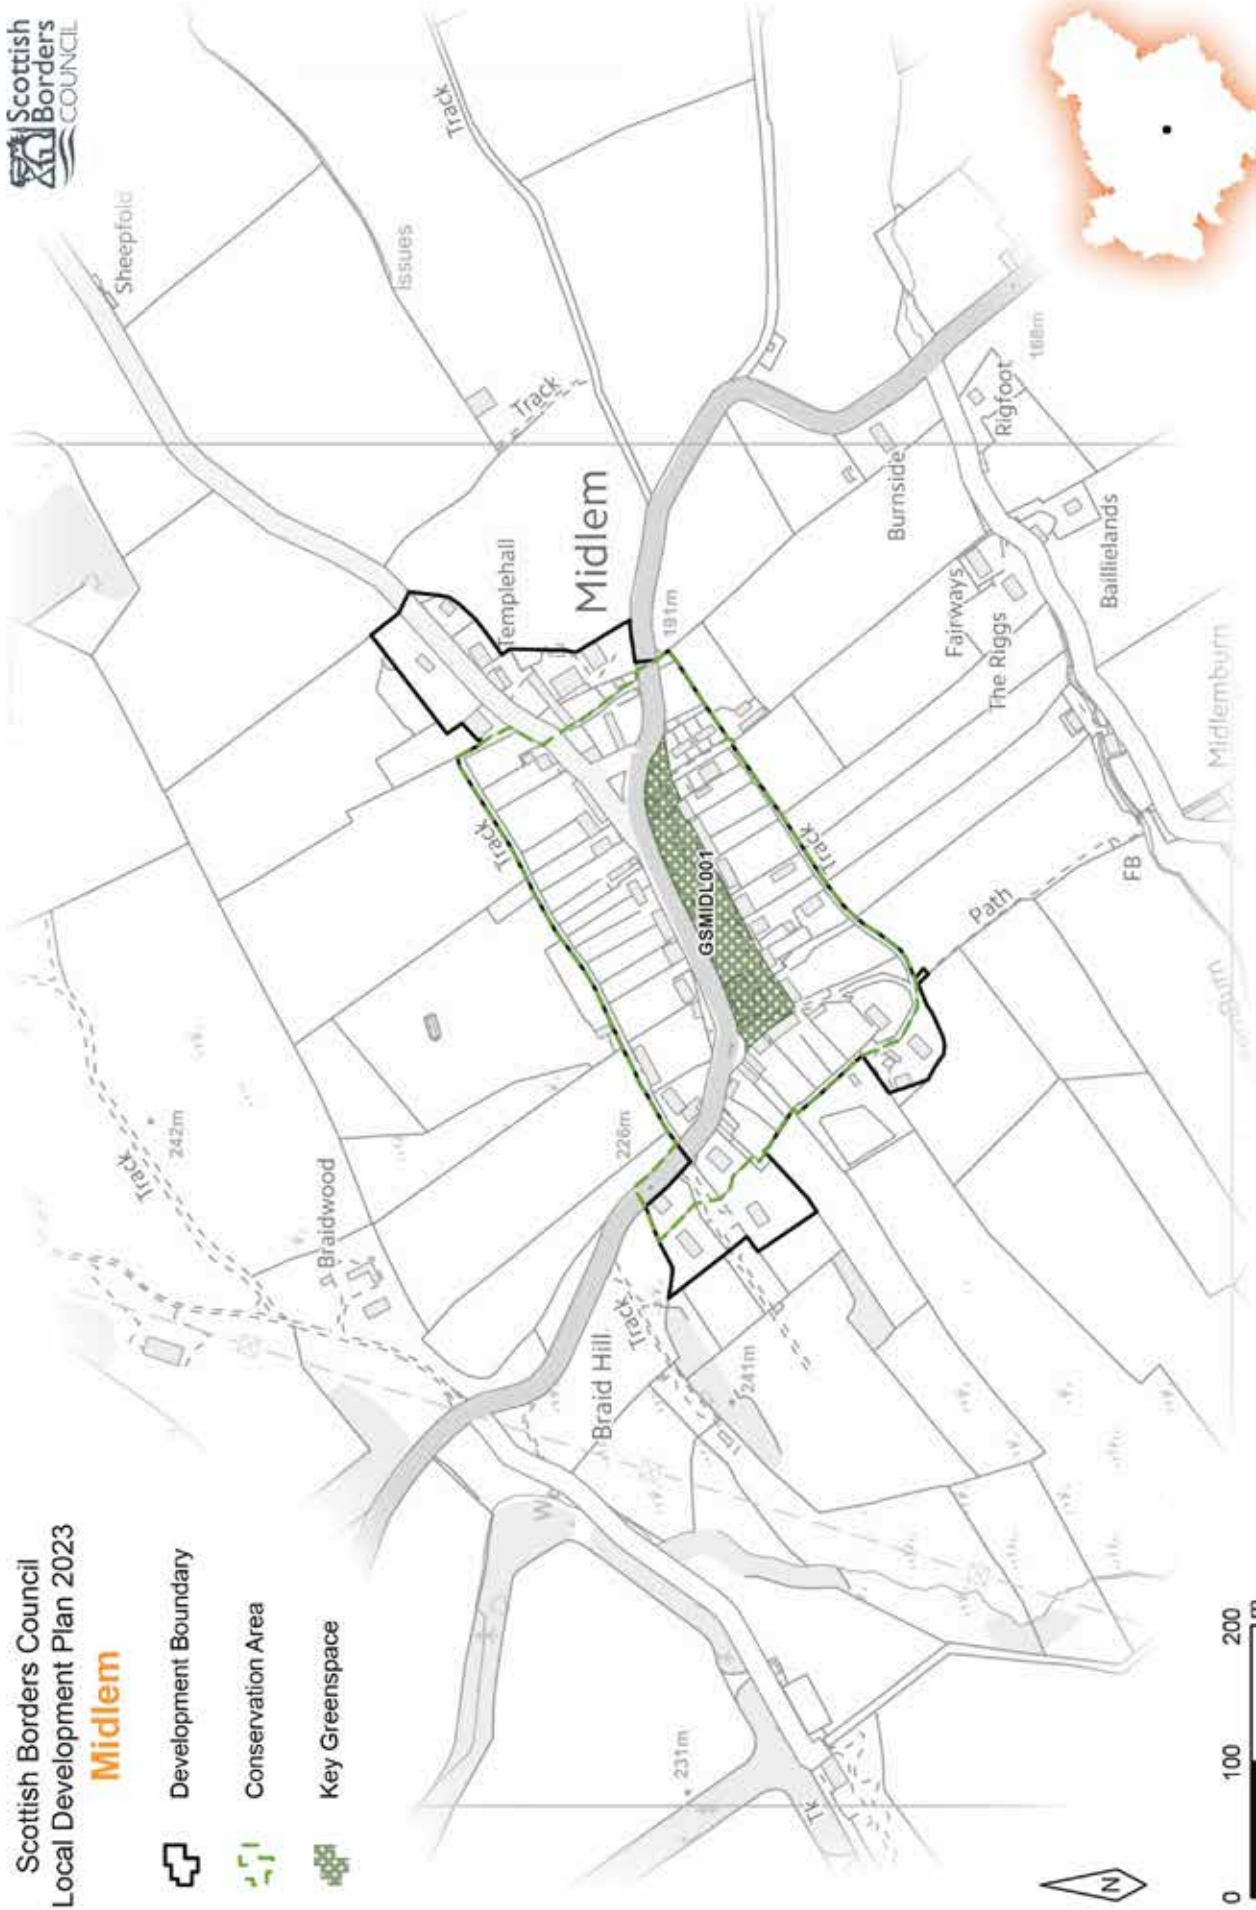 Scottish Borders Council
Local Development Plan 2023
Midlem
Development Boundary
Conservation Area
Key Greenspace
Scottish
Borders
COUNCIL
Sheepfold
Track
Issues
Track
242m
Track
Braidwood
226m
Track
Templehall
Midlem
191m
Braid Hill
Track
241m
GSMIDL001
Track
Path
FB
Fairways
The Riggs
Burnside
Rigfoot
168m
Baillielands
Midlemburn
W
231m
Tk
N
0
100
200
m